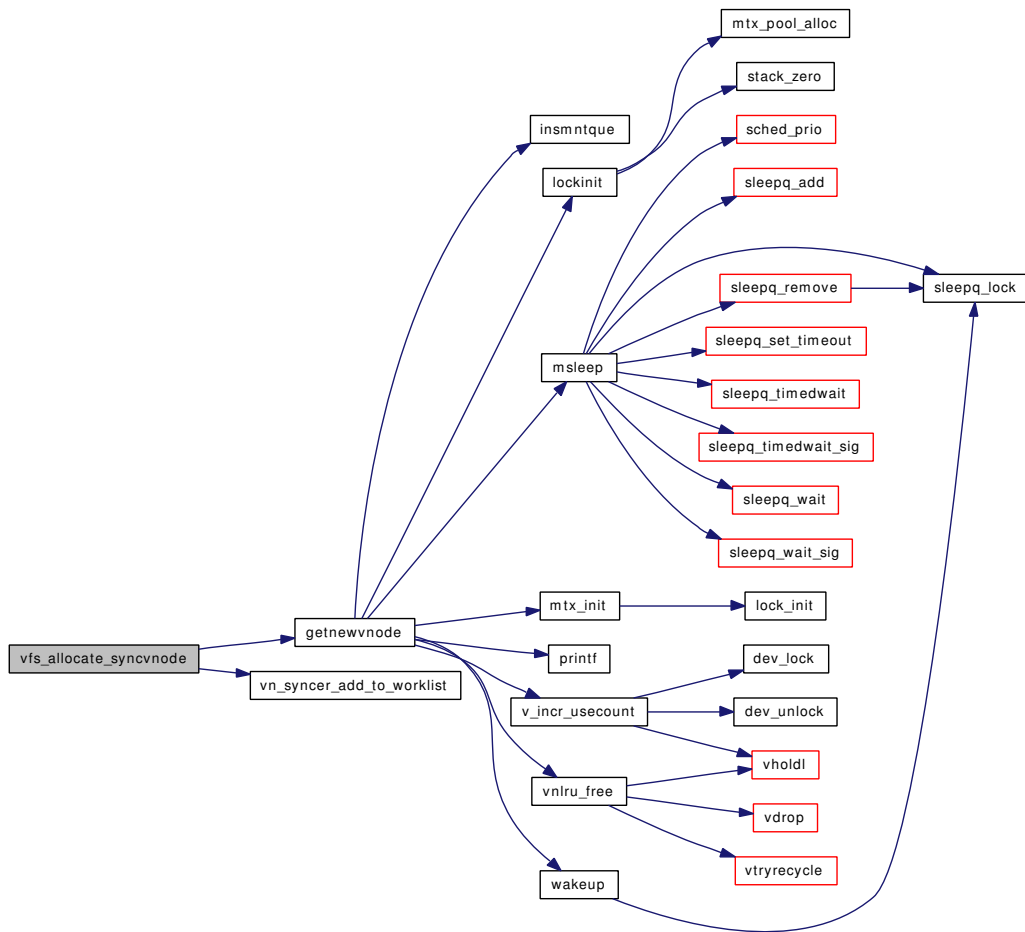 mtx_pool_alloc
stack_zero
sched_prio
insmntque
lockinit
sleepq_add
sleepq_remove
sleepq_lock
sleepq_set_timeout
msleep
sleepq_timedwait
sleepq_timedwait_sig
sleepq_wait
sleepq_wait_sig
mtx_init
lock_init
getnewvnode
vfs_allocate_syncvnode
printf
dev_lock
vn_syncer_add_to_worklist
v_incr_usecount
dev_unlock
vholdl
vnlru_free
vdrop
vtryrecycle
wakeup